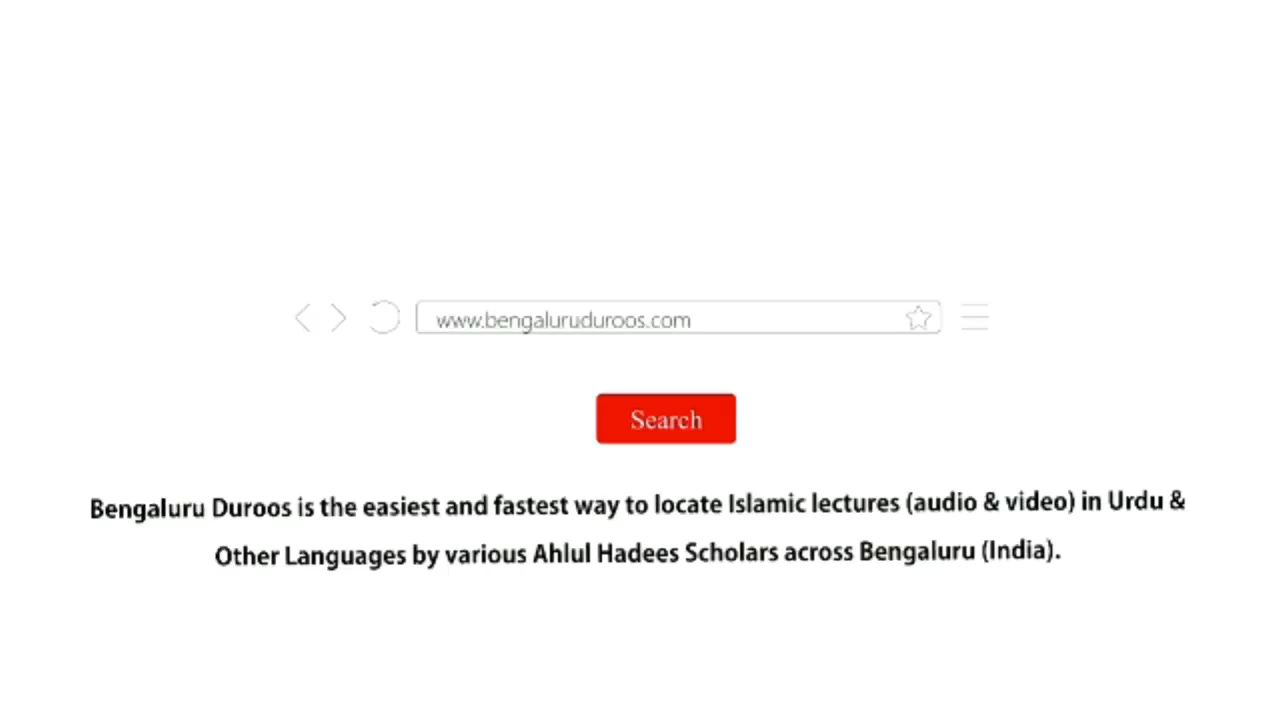 www.bengaluruduroos.com
Search
Bengaluru Duroos is the easiest and fastest way to locate Islamic lectures (audio & video) in Urdu &
Other Languages by various Ahlul Hadees Scholars across Bengaluru (India).